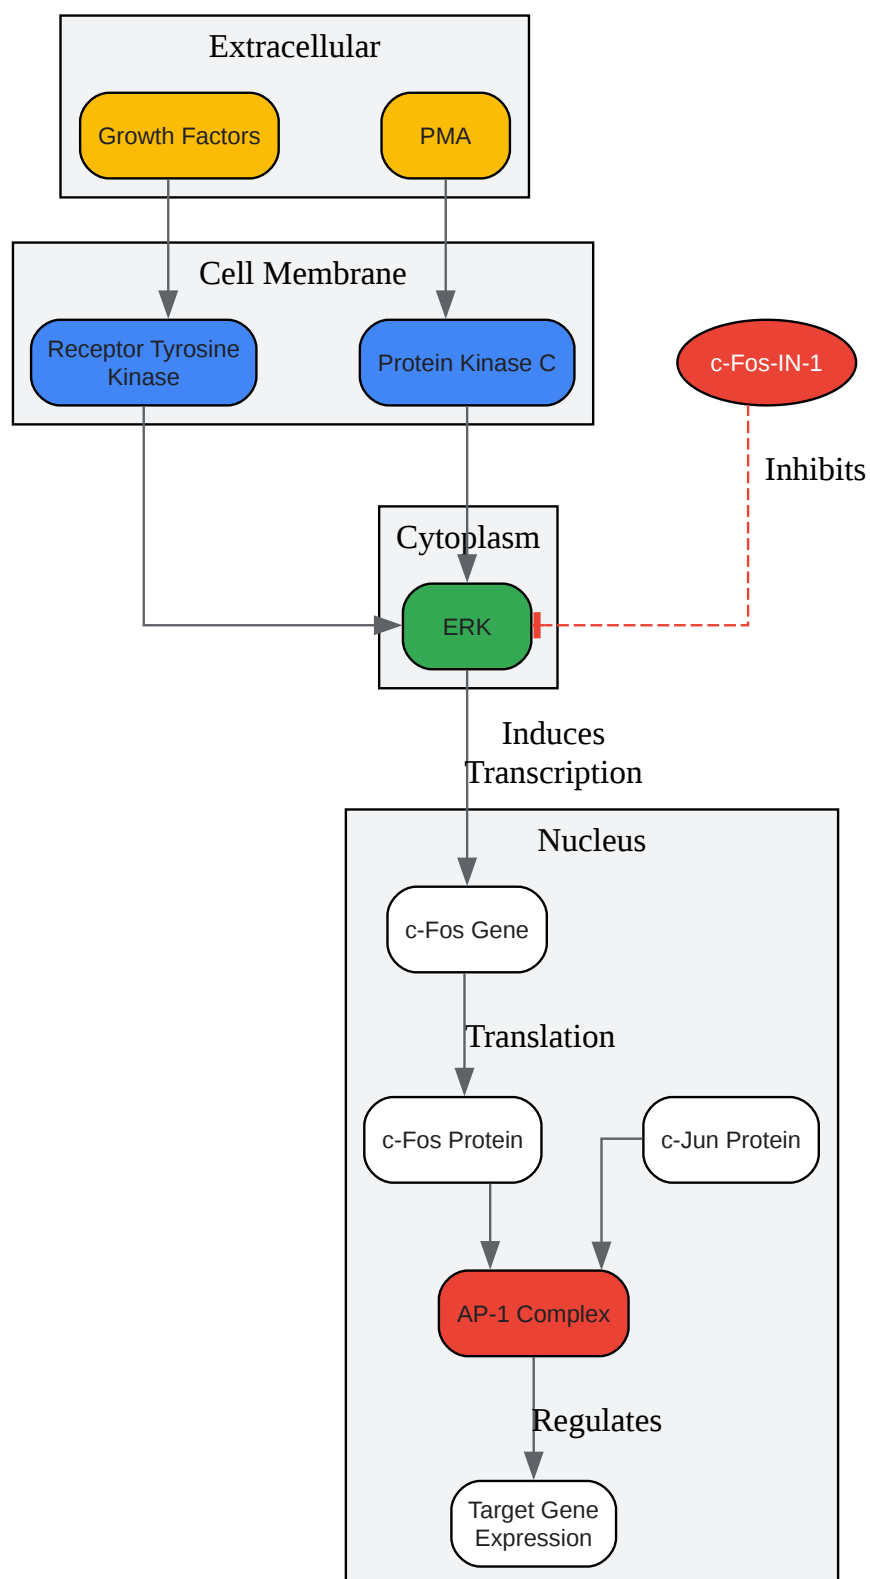 Extracellular
Growth Factors
PMA
Cell Membrane
Receptor Tyrosine
Kinase
Protein Kinase C
c-Fos-IN-1
Inhibits
Cytoplasm
ERK
Induces
Transcription
Nucleus
c-Fos Gene
Translation
c-Fos Protein
c-Jun Protein
AP-1 Complex
Regulates
Target Gene
Expression